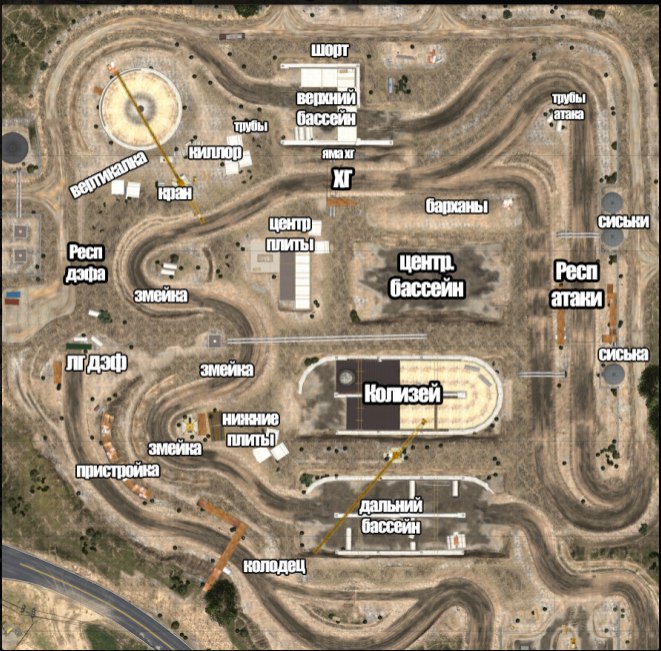 шорт
верхний
бассейн
трубы
атака
трубы
киллор
яма хг
вертикалка
кран
ХГ
барханы
сиськи
центр
плиты
Респ
дэфа
центр.
бассейн
Респ
атаки
змейка
лг дэф
змейка
сиська
Колизей
нижние
плиты
змейка
пристройка
дальний
бассейн
колодец